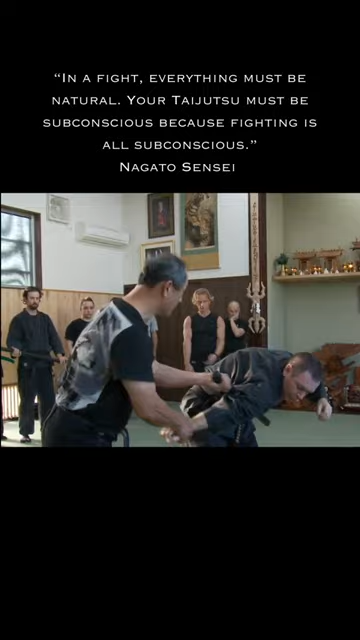 “In a fight, everything must be
natural. Your Taijutsu must be
subconscious because fighting is
all subconscious.”
Nagato Sensei